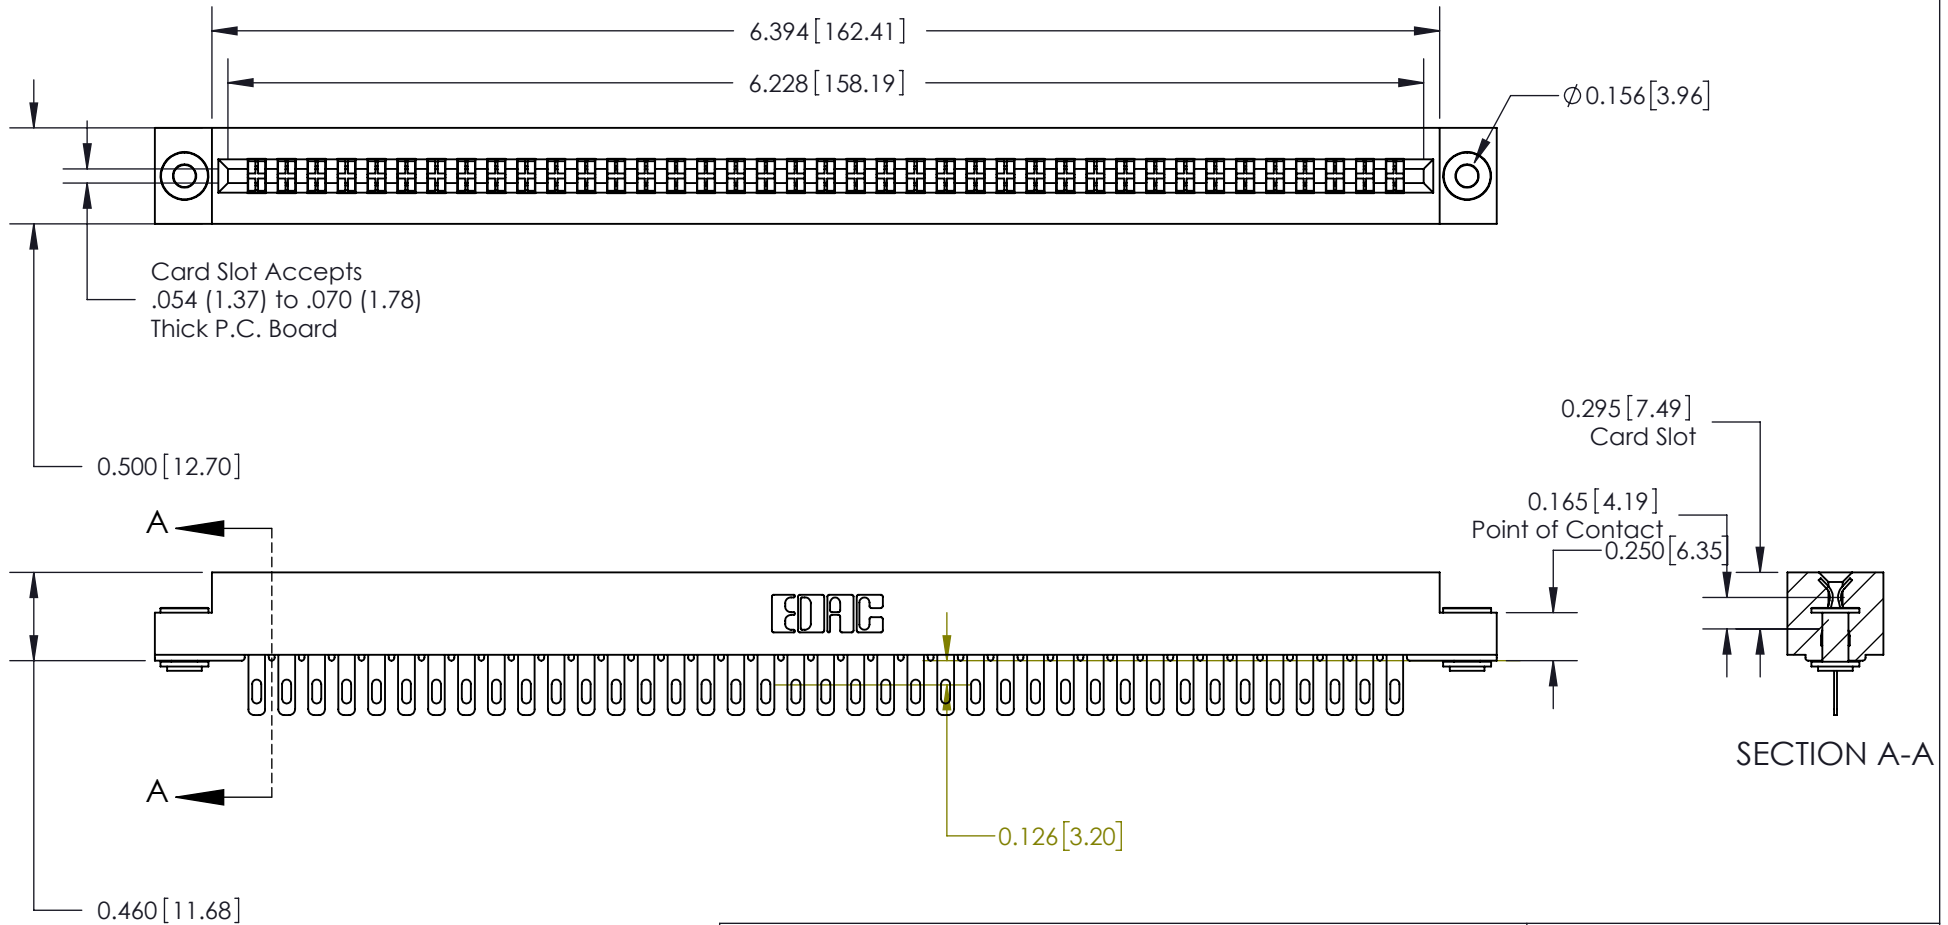 6.394[162.41]
6.228[158.19]
Ø0.156[3.96]
Card Slot Accepts
.054 (1.37) to .070 (1.78)
Thick P.C. Board
0.500[12.70]
0.295[7.49]
Card Slot
0.165[4.19]
Point of Contact
0.250[6.35]
A
EDAC
A
SECTION A-A
0.126[3.20]
0.460[11.68]